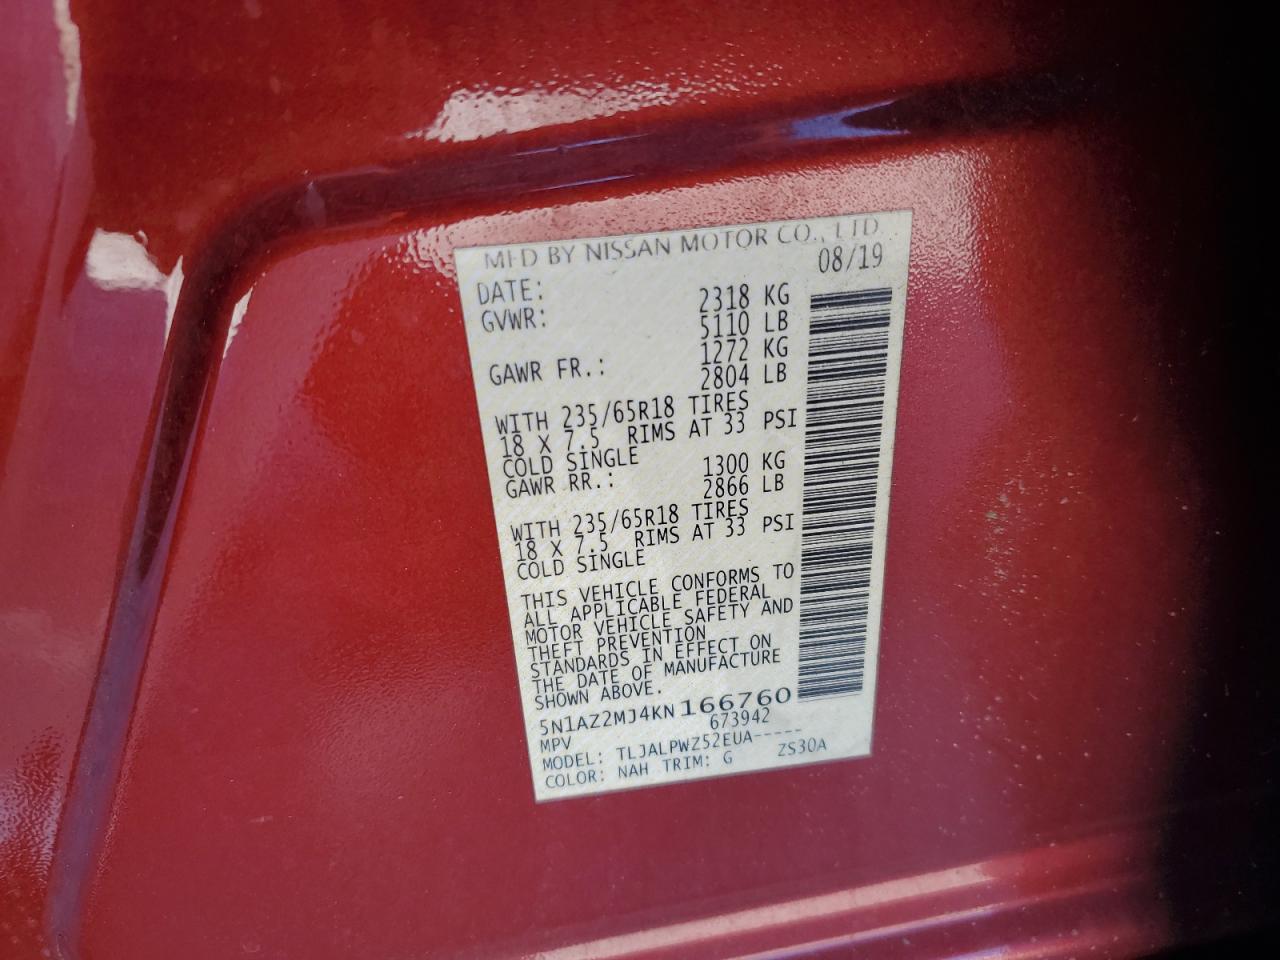 MFD BY NISSAN MOTOR CO., LTD
DATE: 08/19
GVWR: 2318 KG
5110 LB
GAWR FR.: 1272 KG
2804 LB
WITH 235/65R18 TIRES
18 X 7.5 RIMS AT 33 PSI
COLD SINGLE
GAWR RR.: 1300 KG
2866 LB
WITH 235/65R18 TIRES
18 X 7.5 RIMS AT 33 PSI
COLD SINGLE
THIS VEHICLE CONFORMS TO
ALL APPLICABLE FEDERAL
MOTOR VEHICLE SAFETY AND
THEFT PREVENTION
STANDARDS IN EFFECT ON
THE DATE OF MANUFACTURE
SHOWN ABOVE.
5N1AZ2MJ4KN166760
MPV 673942
MODEL: TLJALPWZ52EUA-----
COLOR: NAH TRIM: G ZS30A